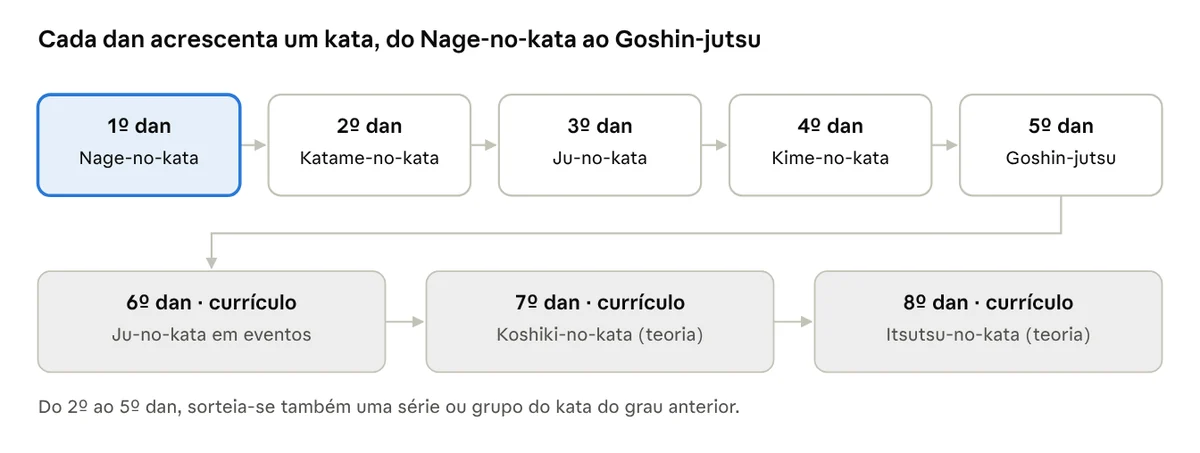 Cada dan acrescenta um kata, do Nage-no-kata ao Goshin-jutsu
1º dan
Nage-no-kata
2º dan
Katame-no-kata
3º dan
Ju-no-kata
4º dan
Kime-no-kata
5º dan
Goshin-jutsu
6º dan · currículo
Ju-no-kata em eventos
7º dan · currículo
Koshiki-no-kata (teoria)
8º dan · currículo
Itsutsu-no-kata (teoria)
Do 2º ao 5º dan, sorteia-se também uma série ou grupo do kata do grau anterior.